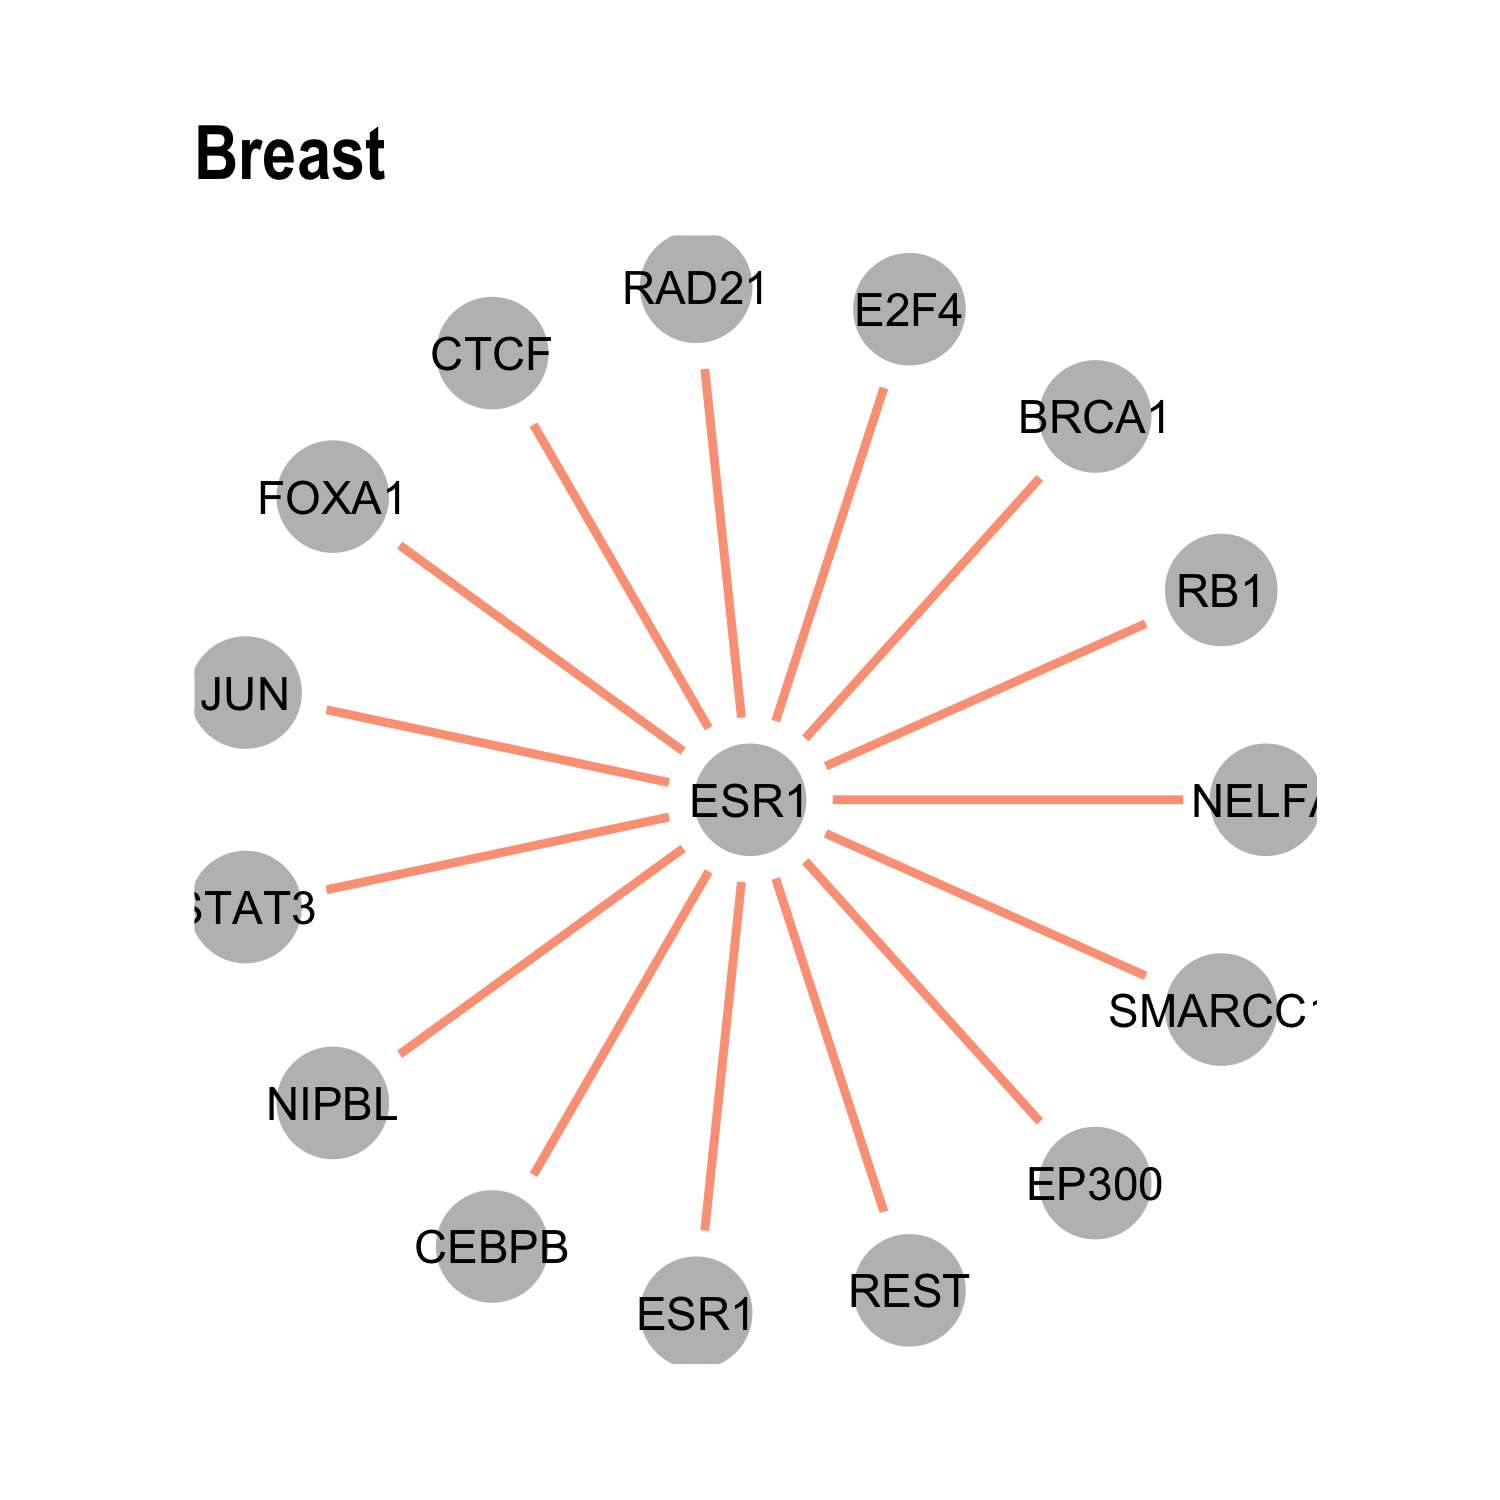 Breast
RAD21
E2F4
CTCF
BRCA1
FOXA1
RB1
JUN
ESR1
NELFA
STAT3
SMARCC1
NIPBL
EP300
CEBPB
REST
ESR1